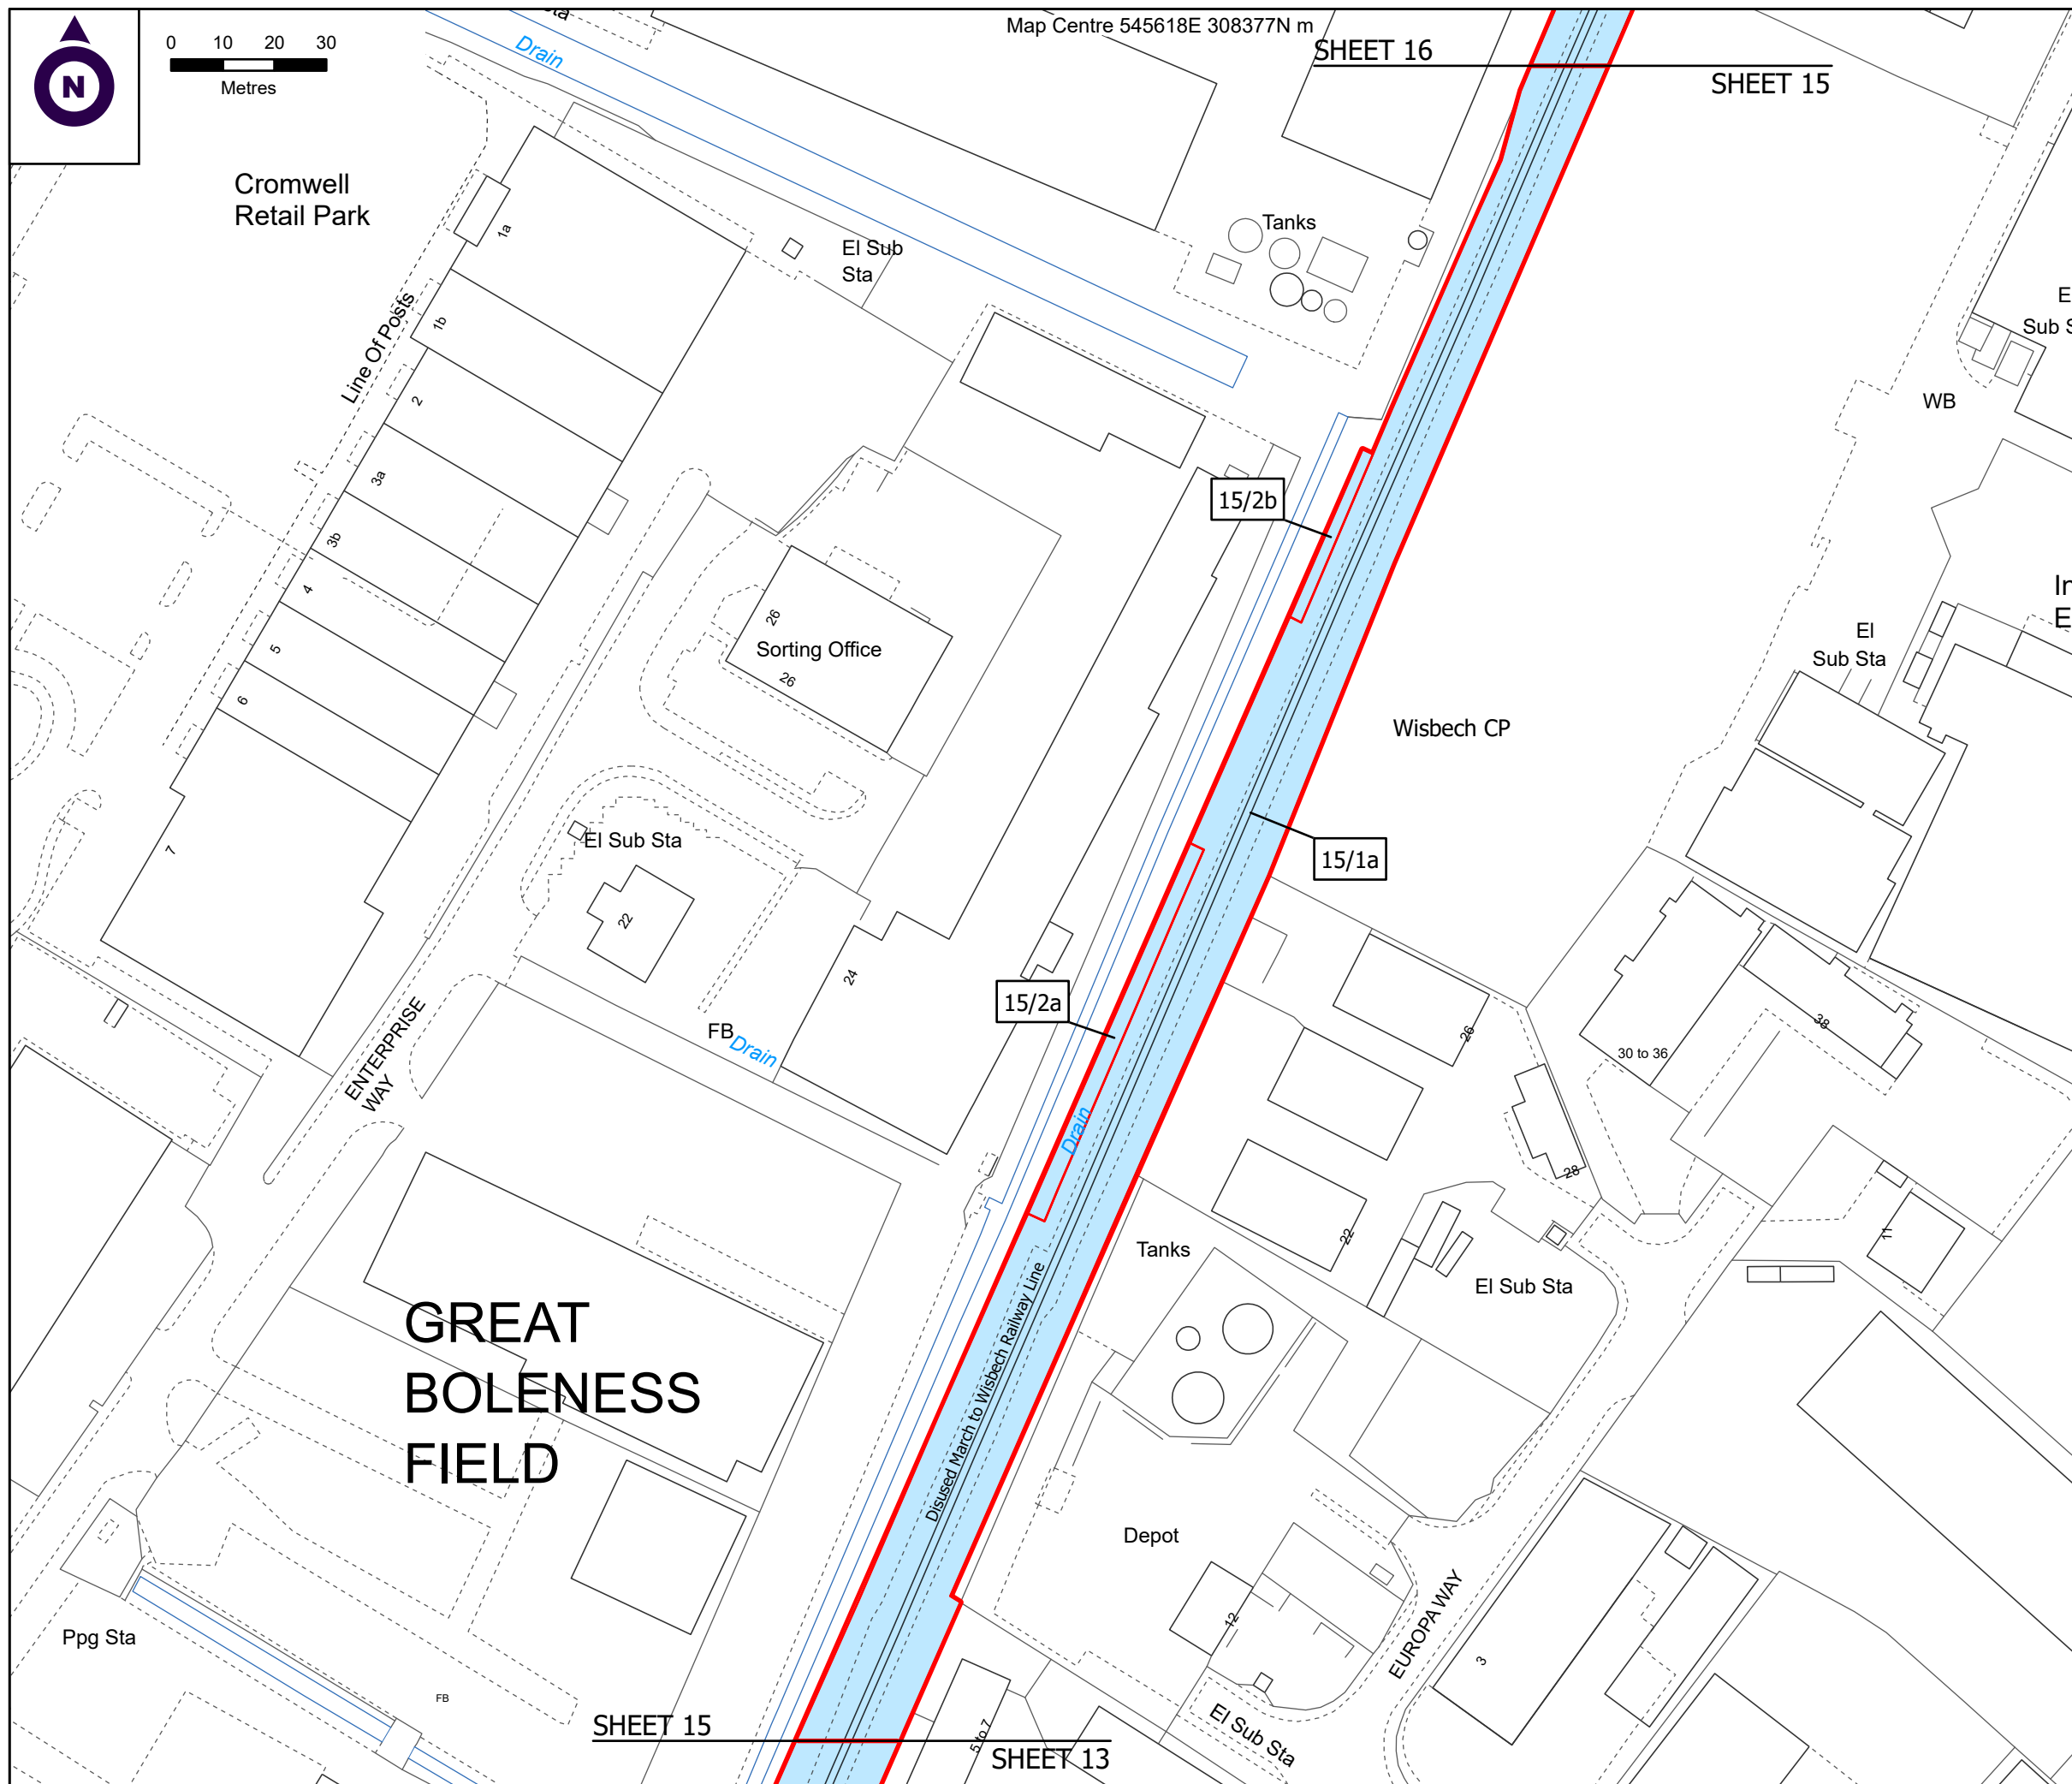 Map Centre 545618E 308377N m
N
0 10 20 30
Metres
Drain
SHEET 16
SHEET 15
Cromwell
Retail Park
Line Of Posts
1a
1b
2
3a
3b
4
5
6
7
El Sub
Sta
Tanks
WB
15/2b
26
Sorting Office
26
El
Sub Sta
Wisbech CP
El Sub Sta
22
15/1a
24
15/2a
FB
Drain
ENTERPRISE
WAY
Drain
26
30 to 36
38
28
22
11
Tanks
El Sub Sta
Disused March to Wisbech Railway Line
GREAT
BOLENESS
FIELD
Depot
12
EUROPA WAY
3
Ppg Sta
FB
El Sub Sta
5 to 7
SHEET 15
SHEET 13